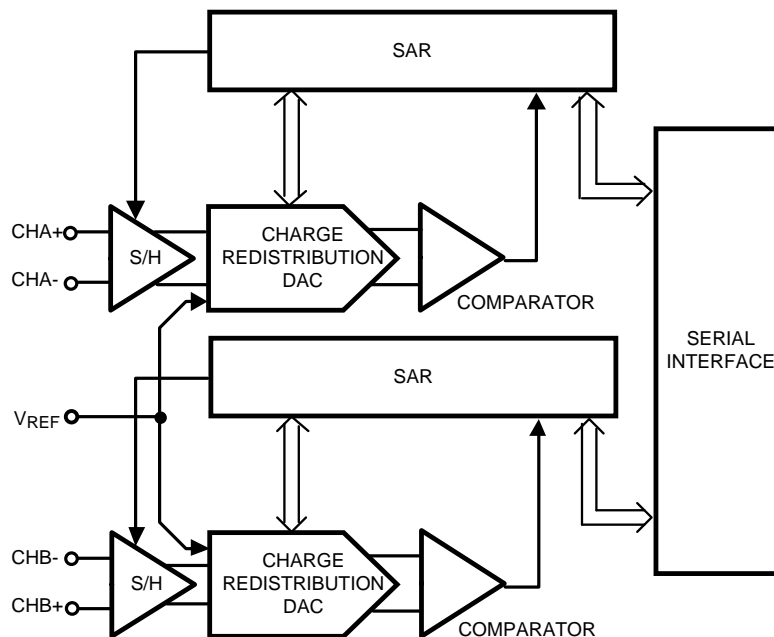 SAR
CHA+
CHA-
S/H
CHARGE
REDISTRIBUTION
DAC
COMPARATOR
SERIAL
INTERFACE
SAR
VREF
CHB-
CHB+
S/H
CHARGE
REDISTRIBUTION
DAC
COMPARATOR